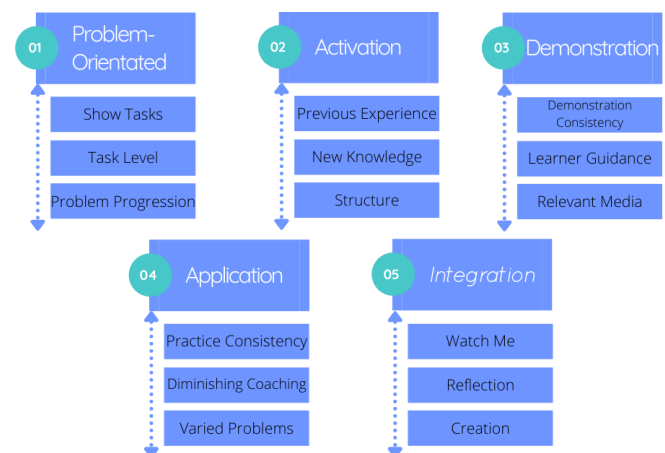 01
Problem-
Orientated
Show Tasks
Task Level
Problem Progression
02
Activation
Previous Experience
New Knowledge
Structure
03
Demonstration
Demonstration
Consistency
Learner Guidance
Relevant Media
04
Application
Practice Consistency
Diminishing Coaching
Varied Problems
05
Integration
Watch Me
Reflection
Creation